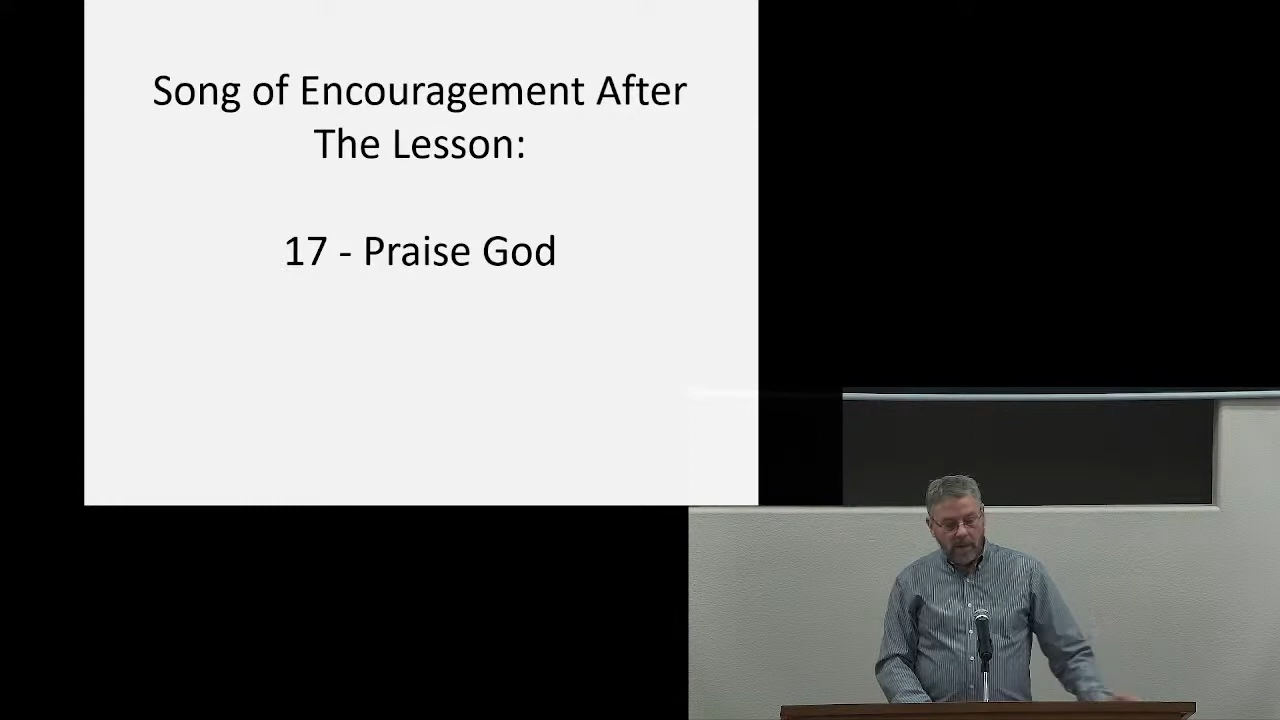 Song of Encouragement After
The Lesson:
17 - Praise God